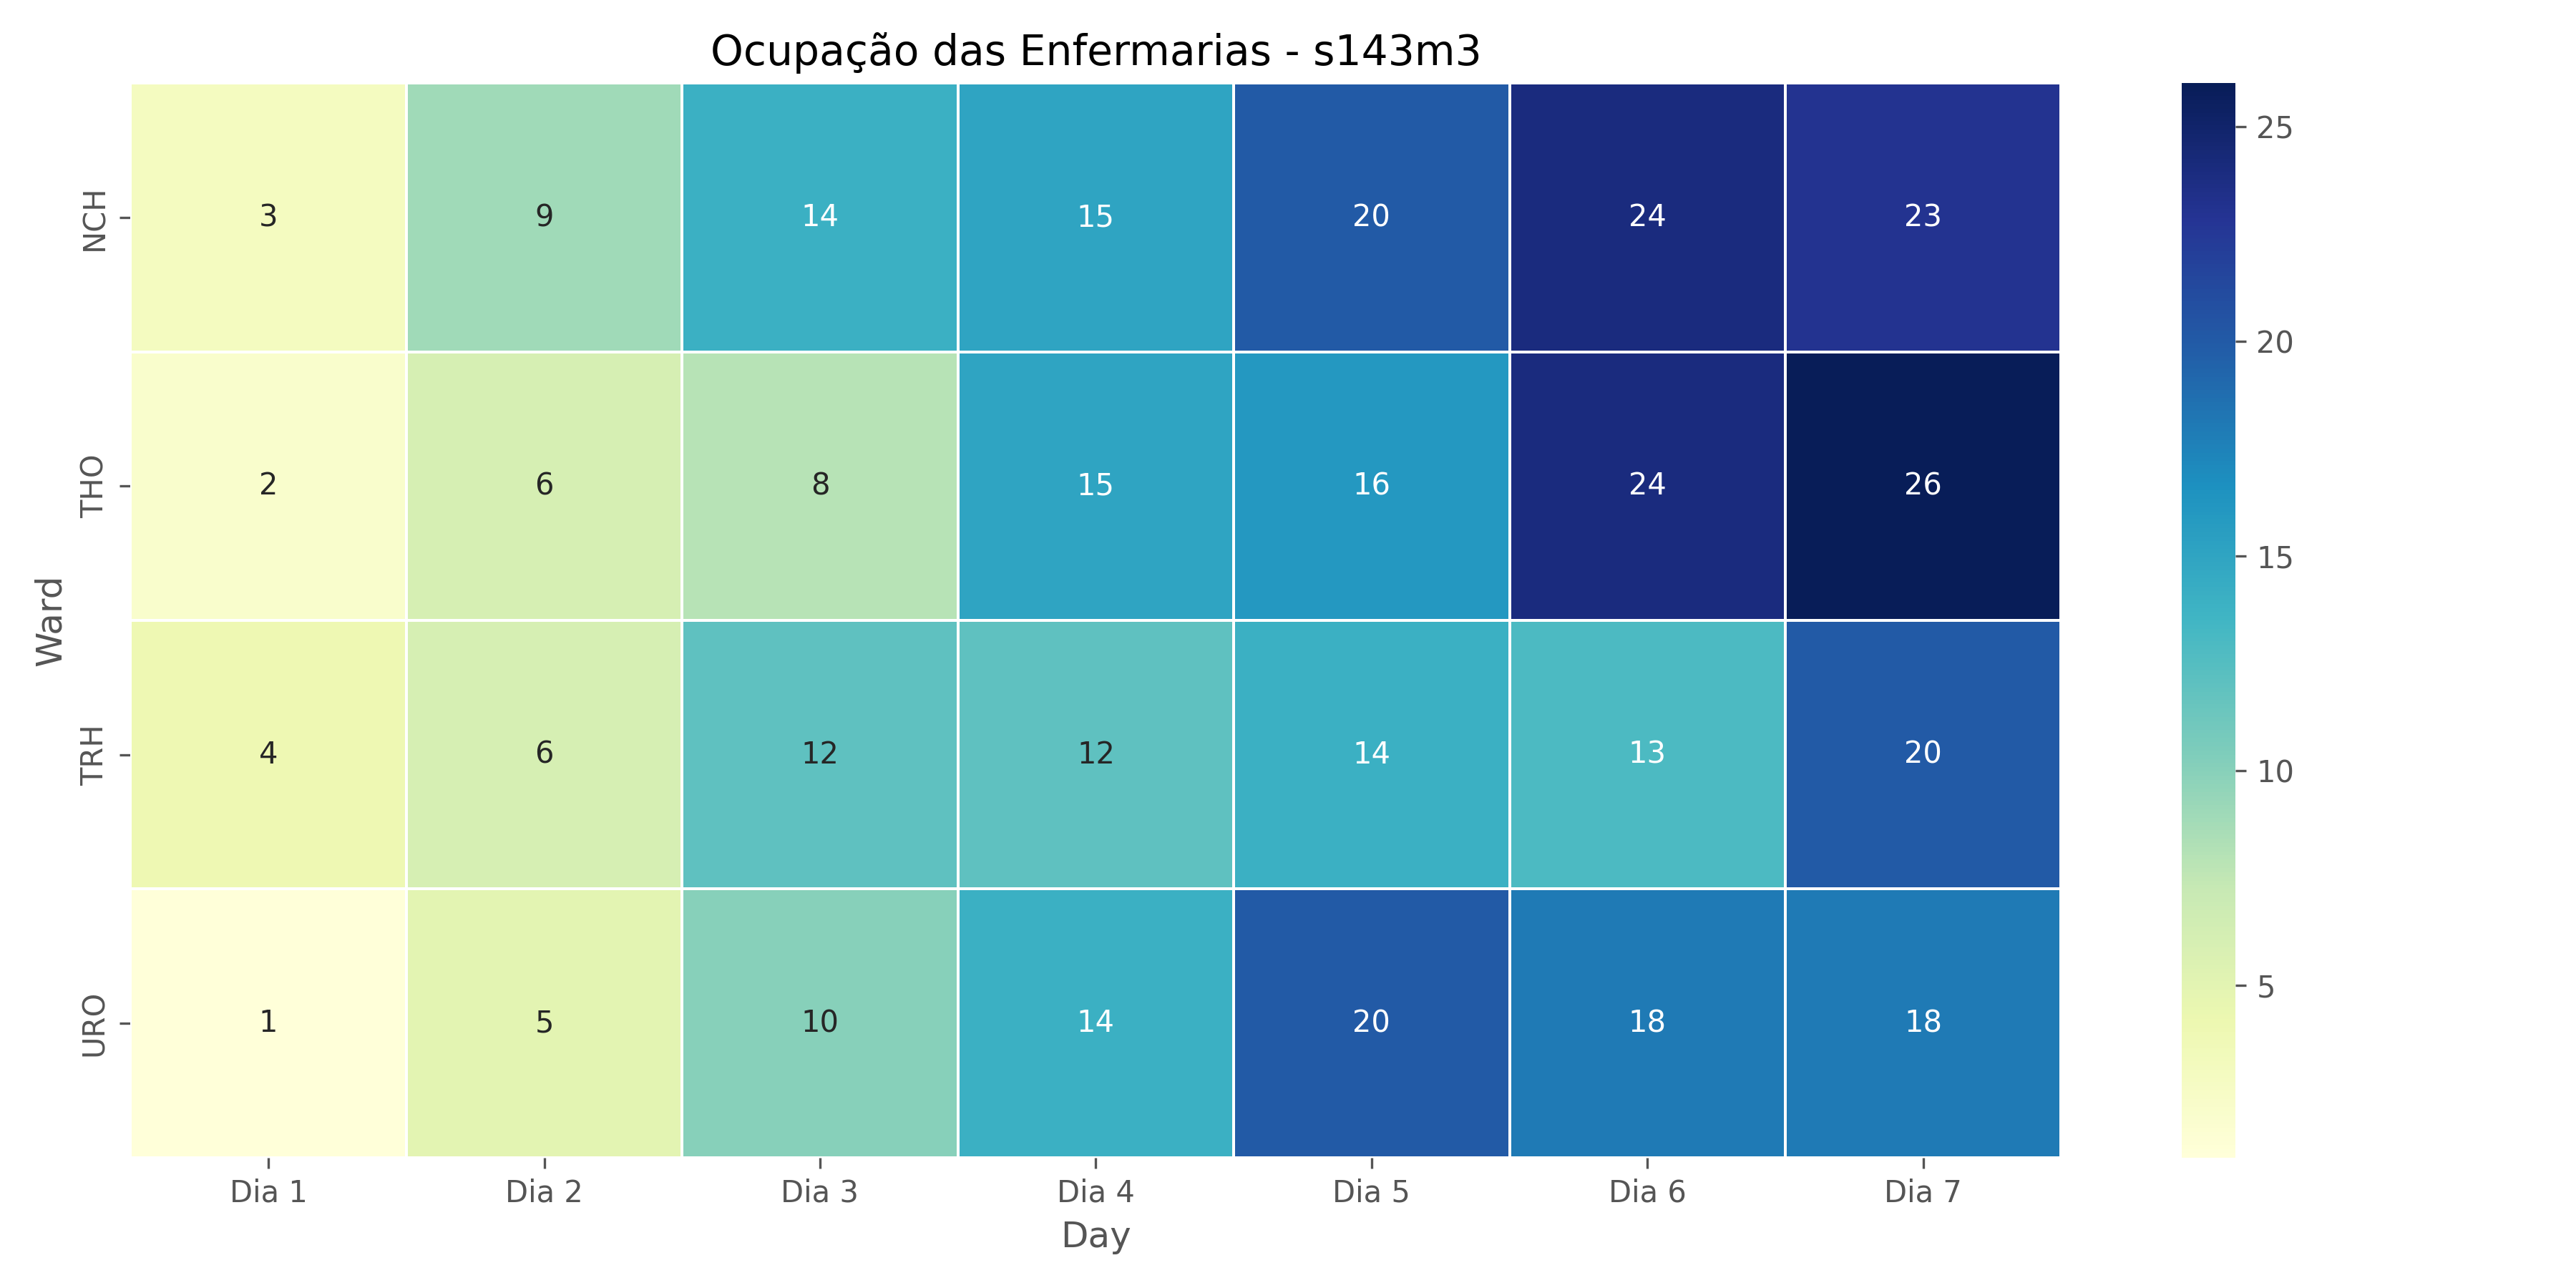 Ocupação das Enfermarias - s143m3
Ward
NCH 3 9 14 15 20 24 23
THO 2 6 8 15 16 24 26
TRH 4 6 12 12 14 13 20
URO 1 5 10 14 20 18 18
Dia 1 Dia 2 Dia 3 Dia 4 Dia 5 Dia 6 Dia 7
Day
25
20
15
10
5